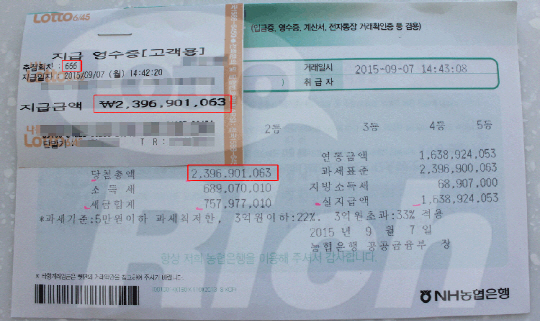 Lotto 6/45
지급 영수증[고객용]
추첨회차 : 666
지급일자 : 2015/09/07 (월) 14:42:20
지급금액 ₩2,396,901,063
T R :
(입금증, 영수증, 계산서, 전자통장 거래확인증 등 겸용)
거래일시 2015-09-07 14:43:08
취급자
2등 3등 4등 5등
연동금액 1,638,924,053
당첨총액 2,396,901,063 과세표준 2,396,900,063
소득세 689,070,010 지방소득세 68,907,000
세금합계 757,977,010 실지급액 1,638,924,053
*과세기준:5만원이하 과세최저한, 3억원이하:22%, 3억원초과:33% 적용
2015 년 9 월 7
농협은행 공공금융부 장
항상 저희 농협은행을 이용해 주셔서 감사합니다.
Rich
NH농협은행